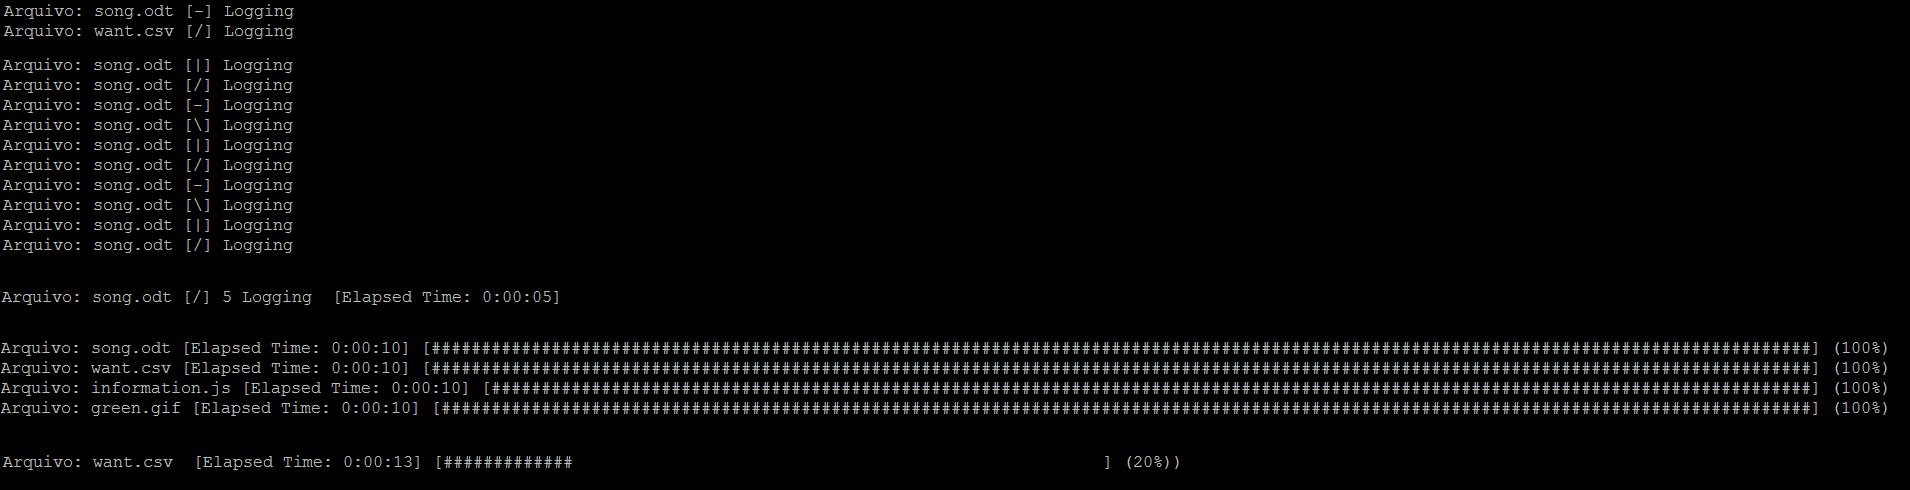 Arquivo: song.odt [-] Logging
Arquivo: want.csv [/] Logging
Arquivo: song.odt [|] Logging
Arquivo: song.odt [/] Logging
Arquivo: song.odt [-] Logging
Arquivo: song.odt [\] Logging
Arquivo: song.odt [|] Logging
Arquivo: song.odt [/] Logging
Arquivo: song.odt [-] Logging
Arquivo: song.odt [\] Logging
Arquivo: song.odt [|] Logging
Arquivo: song.odt [/] Logging
Arquivo: song.odt [/] 5 Logging  [Elapsed Time: 0:00:05]
Arquivo: song.odt [Elapsed Time: 0:00:10] [##########################################################################################################################################] (100%)
Arquivo: want.csv [Elapsed Time: 0:00:10] [##########################################################################################################################################] (100%)
Arquivo: information.js [Elapsed Time: 0:00:10] [####################################################################################################################################] (100%)
Arquivo: green.gif [Elapsed Time: 0:00:10] [#########################################################################################################################################] (100%)
Arquivo: want.csv  [Elapsed Time: 0:00:13] [#############                                                     ] (20%))